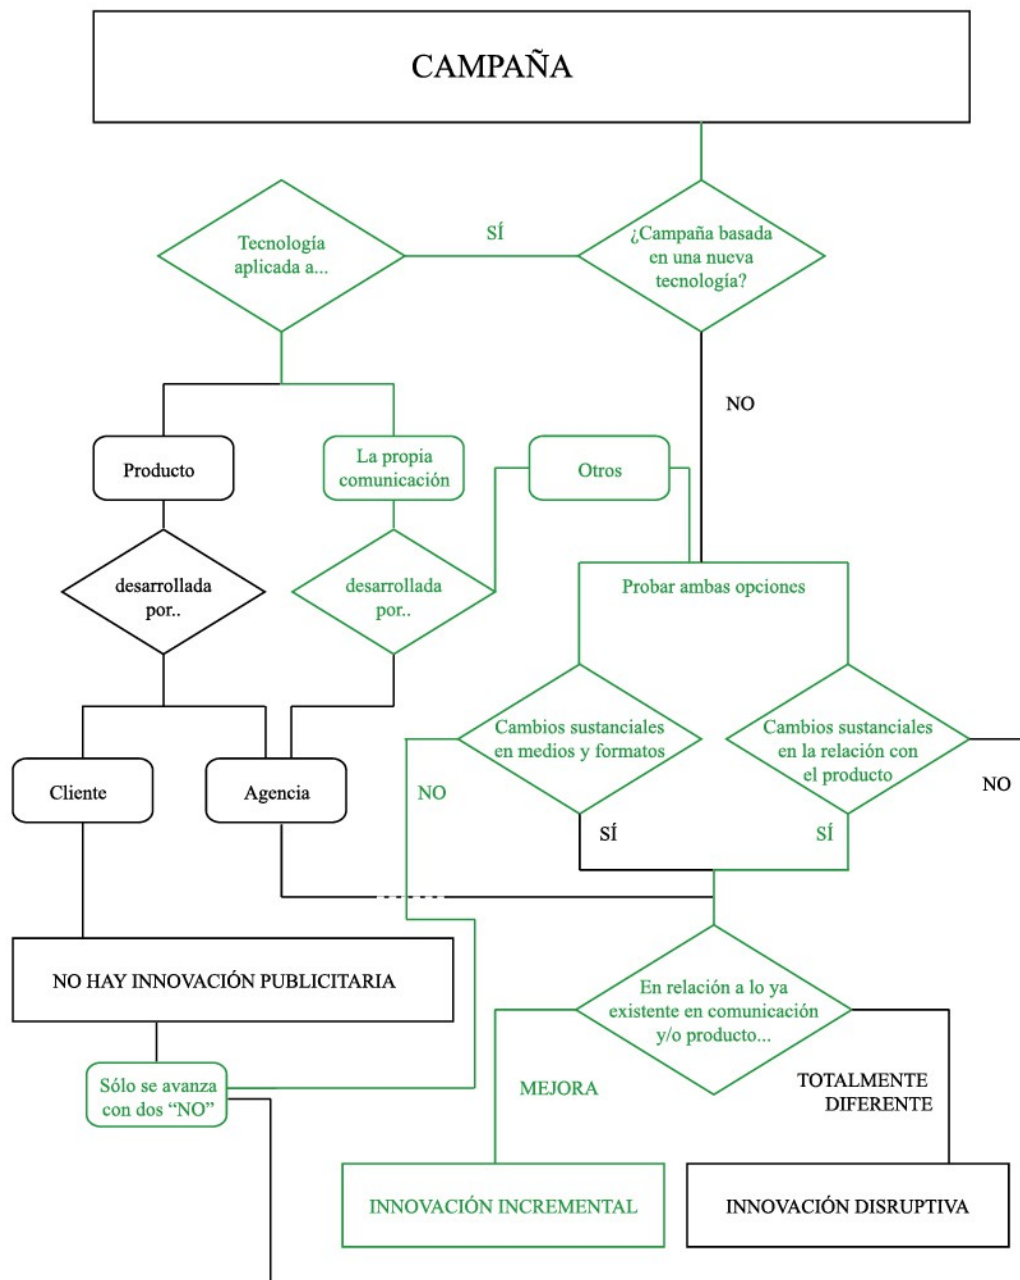 CAMPAÑA
Tecnología
aplicada a...
SÍ
¿Campaña basada
en una nueva
tecnología?
NO
Producto
La propia
comunicación
Otros
desarrollada
por..
desarrollada
por..
Probar ambas opciones
Cambios sustanciales
en medios y formatos
Cambios sustanciales
en la relación con
el producto
Cliente
Agencia
NO
NO
SÍ
SÍ
NO HAY INNOVACIÓN PUBLICITARIA
En relación a lo ya
existente en comunicación
y/o producto...
Sólo se avanza
con dos “NO”
MEJORA
TOTALMENTE
DIFERENTE
INNOVACIÓN INCREMENTAL
INNOVACIÓN DISRUPTIVA